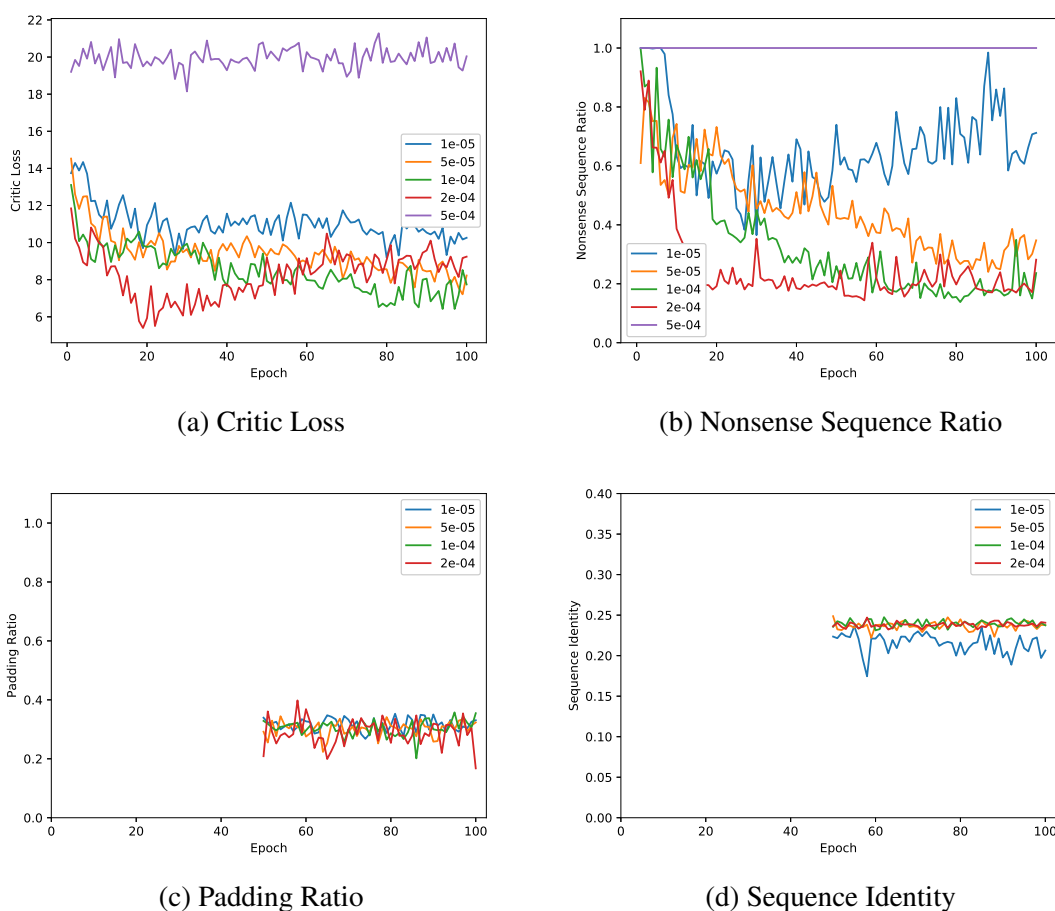 22
20
18
16
14
12
10
8
6
Critic Loss
1e-05
5e-05
1e-04
2e-04
5e-04
0 20 40 60 80 100
Epoch
(a) Critic Loss
1.0
0.8
0.6
0.4
0.2
0.0
Nonsense Sequence Ratio
1e-05
5e-05
1e-04
2e-04
5e-04
0 20 40 60 80 100
Epoch
(b) Nonsense Sequence Ratio
1.0
0.8
0.6
0.4
0.2
0.0
Padding Ratio
1e-05
5e-05
1e-04
2e-04
0 20 40 60 80 100
Epoch
(c) Padding Ratio
0.40
0.35
0.30
0.25
0.20
0.15
0.10
0.05
0.00
Sequence Identity
1e-05
5e-05
1e-04
2e-04
0 20 40 60 80 100
Epoch
(d) Sequence Identity